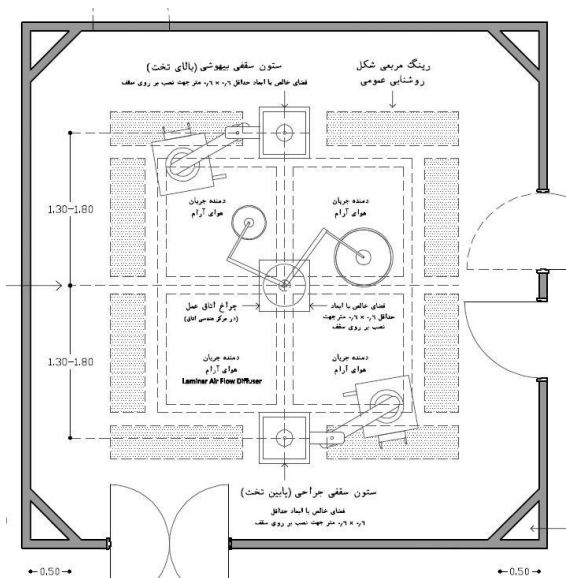 ستون سقفی بیهوشی (بالای تخت)
فضای خالص با ابعاد حداقل ۰٫۶ × ۰٫۶ متر جهت نصب بر روی سقف
رینگ مربعی شکل
روشنایی عمومی
1.30-1.80
دمنده جریان
هوای آرام
دمنده جریان
هوای آرام
چراغ اتاق عمل
(در مرکز هندسی اتاق)
فضای خالص با ابعاد
حداقل ۰٫۶ × ۰٫۶ متر جهت
نصب بر روی سقف
1.30-1.80
دمنده جریان
هوای آرام
Laminar Air Flow Diffuser
دمنده جریان
هوای آرام
ستون سقفی جراحی (پایین تخت)
فضای خالص با ابعاد حداقل
۰٫۶ × ۰٫۶ متر جهت نصب بر روی سقف
0.50
0.50